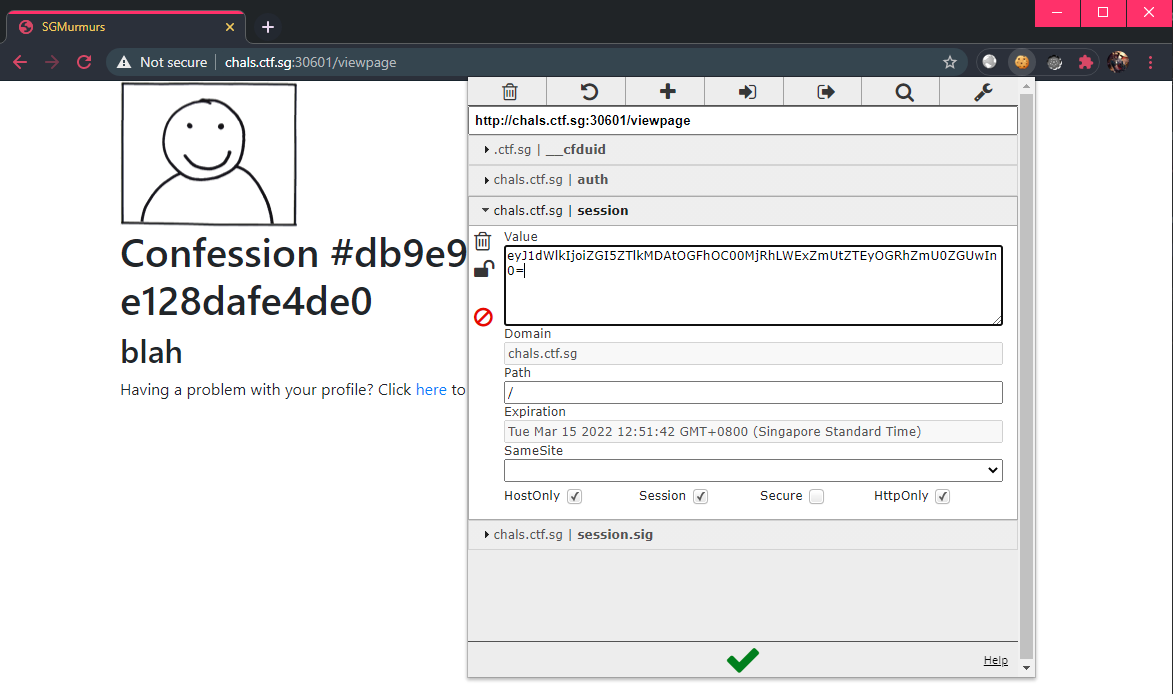 SGMurmurs
Not secure
chals.ctf.sg:30601/viewpage
http://chals.ctf.sg:30601/viewpage
.ctf.sg | __cfduid
chals.ctf.sg | auth
chals.ctf.sg | session
Value
eyJ1dWlkIjoiZGI5ZTlkMDAtOGFhOC00MjRhLWExZmUtZTEyOGRhZmU0ZGUwIn
0=
Domain
chals.ctf.sg
Path
/
Expiration
Tue Mar 15 2022 12:51:42 GMT+0800 (Singapore Standard Time)
SameSite
HostOnly
Session
Secure
HttpOnly
chals.ctf.sg | session.sig
Help
Confession #db9e9
e128dafe4de0
blah
Having a problem with your profile? Click here to